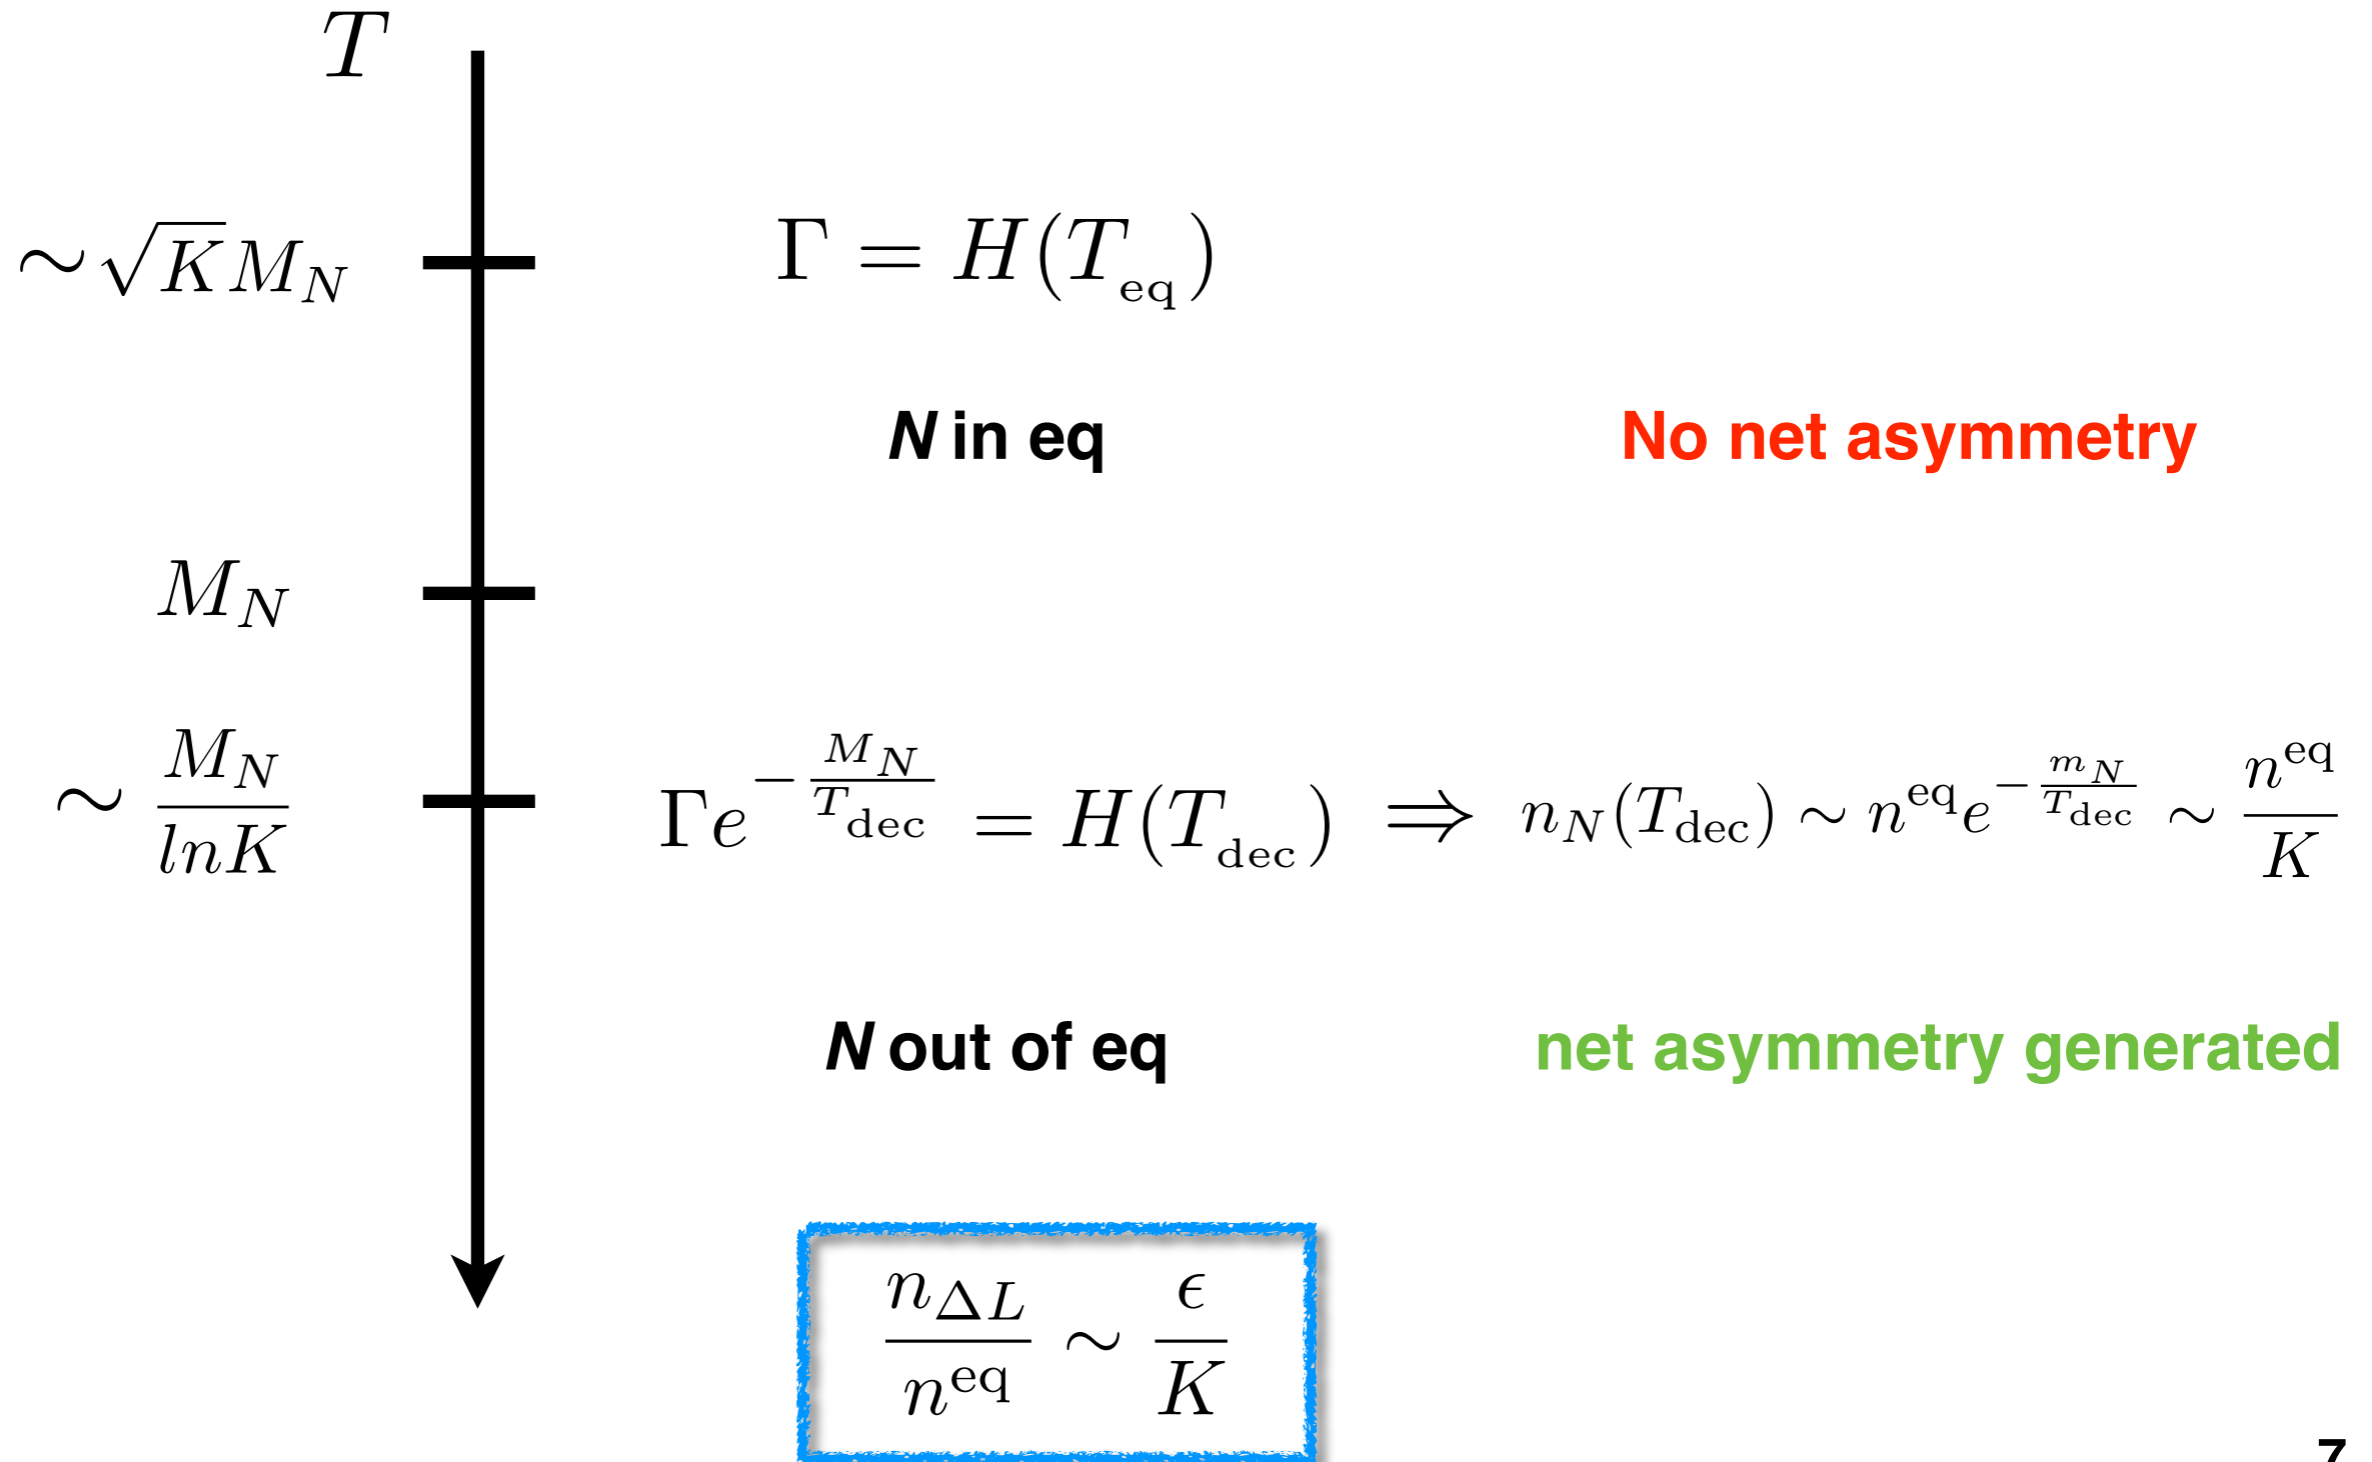 T
∼√K M_N    Γ = H(T_eq)
N in eq    No net asymmetry
M_N
∼ M_N/lnK    Γe^{−M_N/T_dec} = H(T_dec) ⇒ n_N(T_dec) ∼ n^eq e^{−m_N/T_dec} ∼ n^eq/K
N out of eq    net asymmetry generated
n_ΔL/n^eq ∼ ϵ/K
7